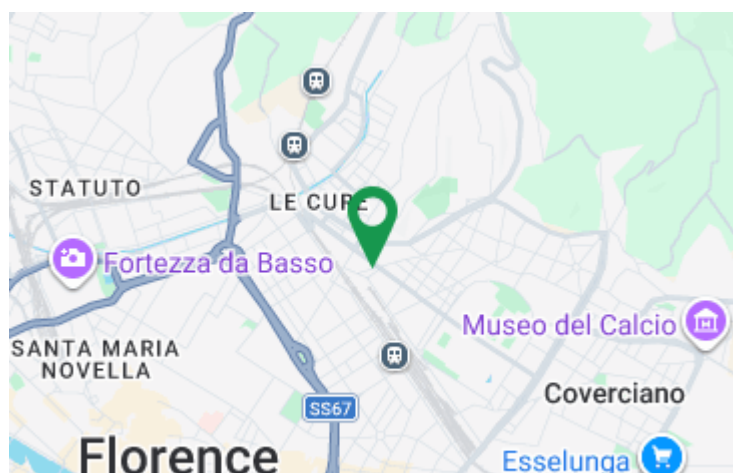 STATUTO
LE CURE
Fortezza da Basso
Museo del Calcio
SANTA MARIA
NOVELLA
Coverciano
SS67
Florence
Esselunga